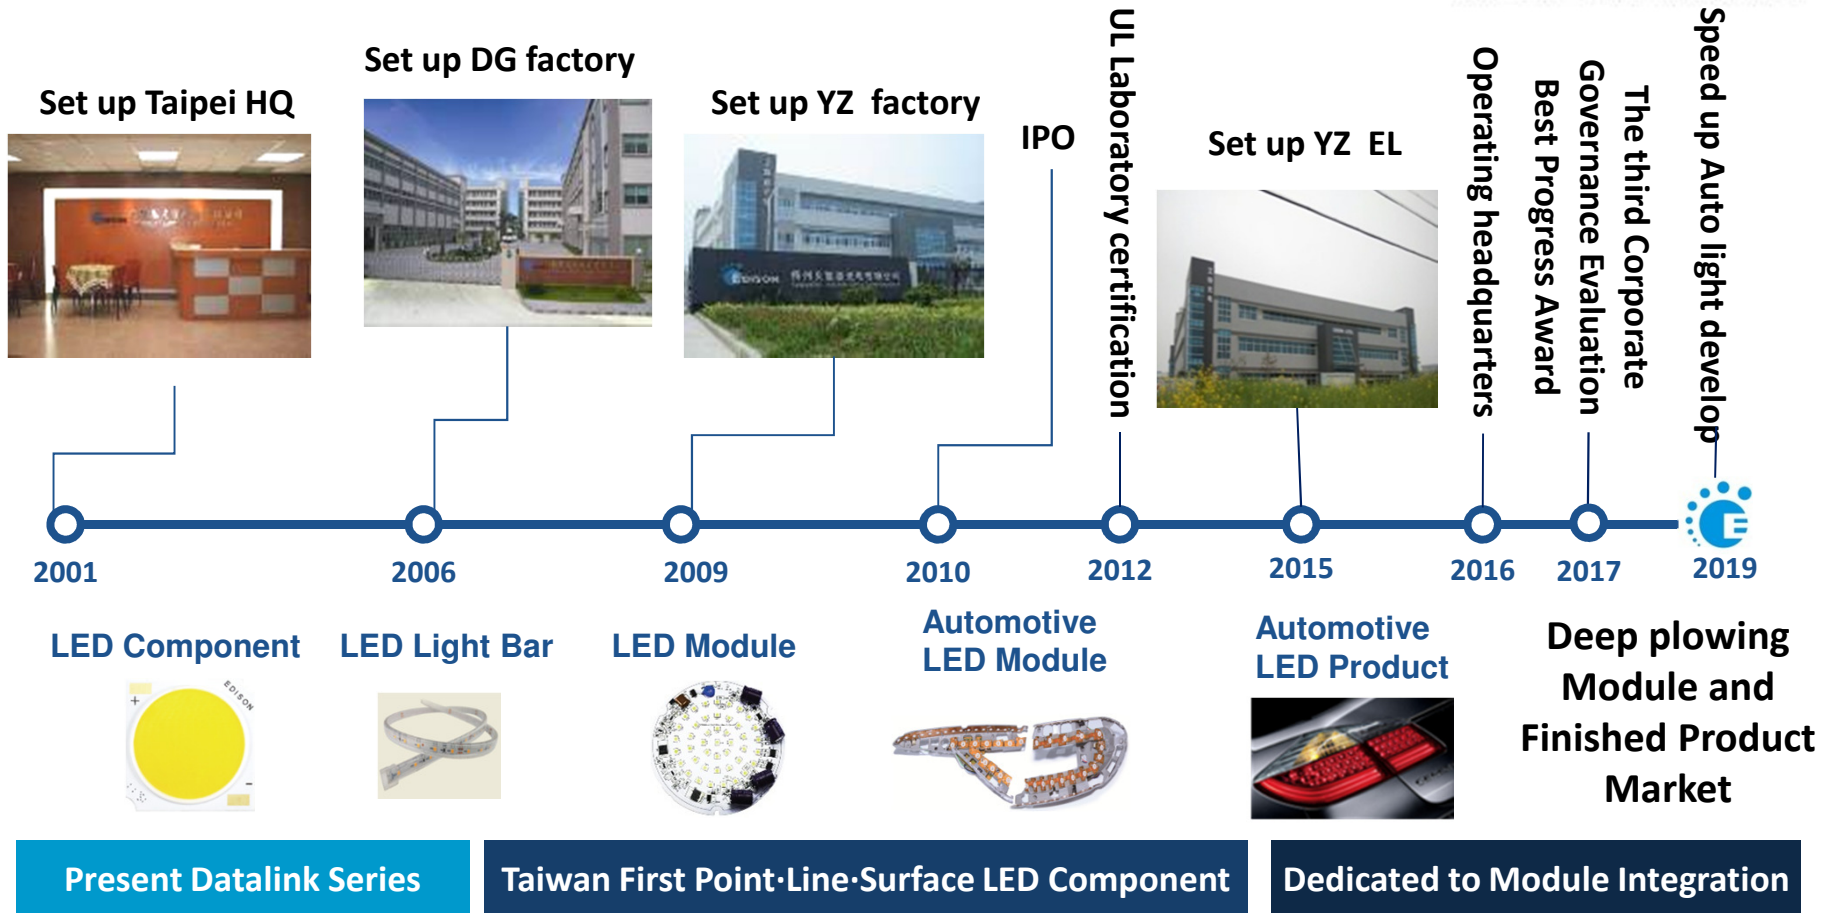 Set up Taipei HQ
Set up DG factory
Set up YZ factory
IPO
UL Laboratory certification
Set up YZ EL
Operating headquarters
The third Corporate
Governance Evaluation
Best Progress Award
Speed up Auto light develop
EDISON
E
2001
2006
2009
2010
2012
2015
2016
2017
2019
LED Component
LED Light Bar
LED Module
Automotive
LED Module
Automotive
LED Product
Deep plowing
Module and
Finished Product
Market
+
EDISON
-
Present Datalink Series
Taiwan First Point·Line·Surface LED Component
Dedicated to Module Integration